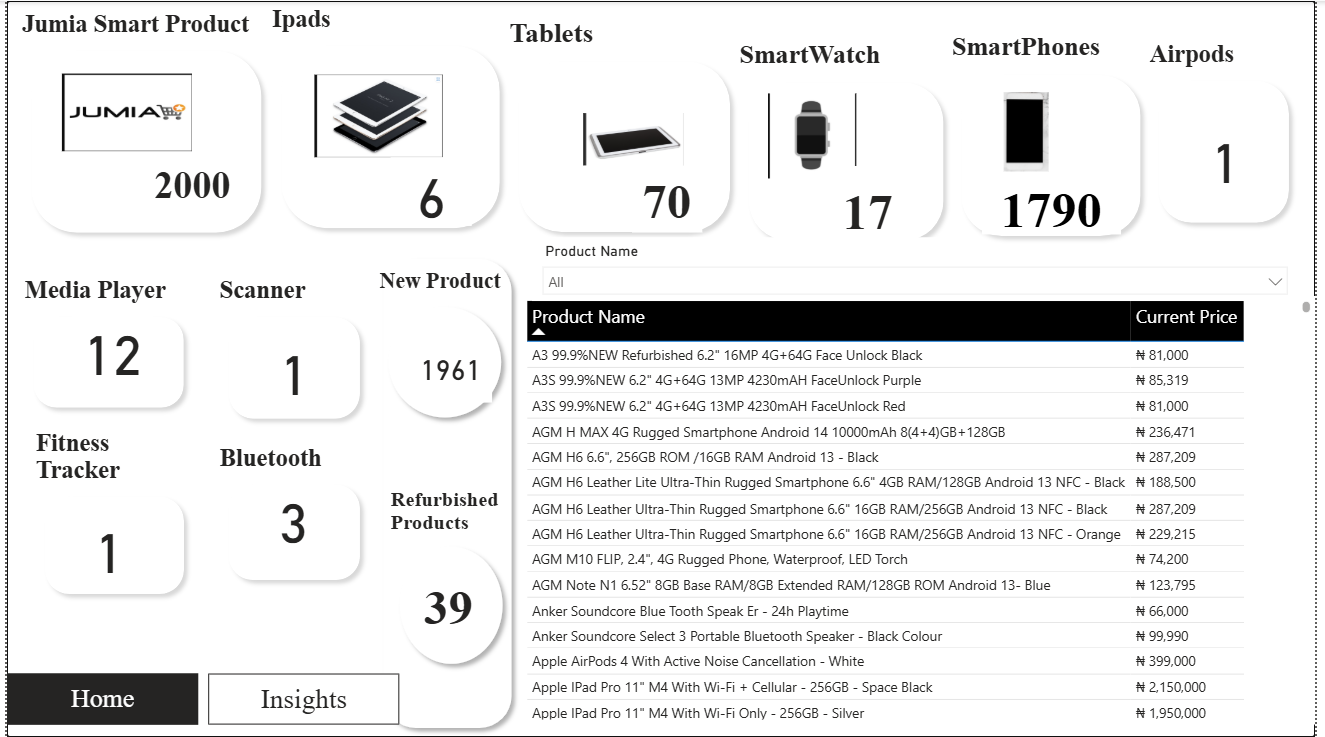 Jumia Smart Product
JUMIA
2000
Ipads
6
Tablets
70
SmartWatch
17
SmartPhones
1790
Airpods
1
Media Player
12
Scanner
1
New Product
1961
Fitness
Tracker
1
Bluetooth
3
Refurbished
Products
39
Home
Insights
Product Name
All
Product Name Current Price
A3 99.9%NEW Refurbished 6.2" 16MP 4G+64G Face Unlock Black ₦ 81,000
A3S 99.9%NEW 6.2" 4G+64G 13MP 4230mAH FaceUnlock Purple ₦ 85,319
A3S 99.9%NEW 6.2" 4G+64G 13MP 4230mAH FaceUnlock Red ₦ 81,000
AGM H MAX 4G Rugged Smartphone Android 14 10000mAh 8(4+4)GB+128GB ₦ 236,471
AGM H6 6.6", 256GB ROM /16GB RAM Android 13 - Black ₦ 287,209
AGM H6 Leather Lite Ultra-Thin Rugged Smartphone 6.6" 4GB RAM/128GB Android 13 NFC - Black ₦ 188,500
AGM H6 Leather Ultra-Thin Rugged Smartphone 6.6" 16GB RAM/256GB Android 13 NFC - Black ₦ 287,209
AGM H6 Leather Ultra-Thin Rugged Smartphone 6.6" 16GB RAM/256GB Android 13 NFC - Orange ₦ 229,215
AGM M10 FLIP, 2.4", 4G Rugged Phone, Waterproof, LED Torch ₦ 74,200
AGM Note N1 6.52" 8GB Base RAM/8GB Extended RAM/128GB ROM Android 13- Blue ₦ 123,795
Anker Soundcore Blue Tooth Speak Er - 24h Playtime ₦ 66,000
Anker Soundcore Select 3 Portable Bluetooth Speaker - Black Colour ₦ 99,990
Apple AirPods 4 With Active Noise Cancellation - White ₦ 399,000
Apple IPad Pro 11" M4 With Wi-Fi + Cellular - 256GB - Space Black ₦ 2,150,000
Apple IPad Pro 11" M4 With Wi-Fi Only - 256GB - Silver ₦ 1,950,000